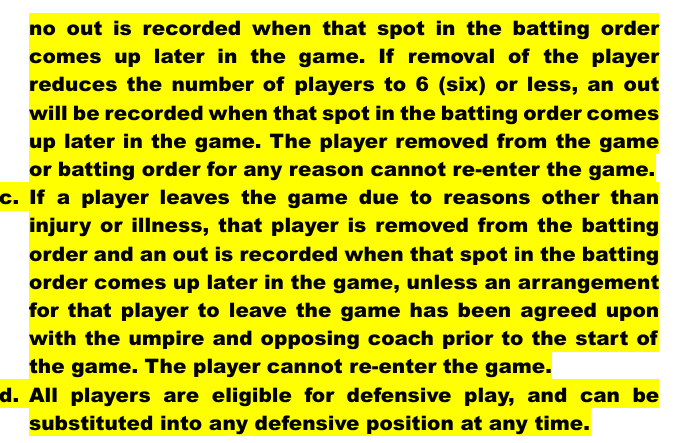 no out is recorded when that spot in the batting order
comes up later in the game. If removal of the player
reduces the number of players to 6 (six) or less, an out
will be recorded when that spot in the batting order comes
up later in the game. The player removed from the game
or batting order for any reason cannot re-enter the game.
c. If a player leaves the game due to reasons other than
injury or illness, that player is removed from the batting
order and an out is recorded when that spot in the batting
order comes up later in the game, unless an arrangement
for that player to leave the game has been agreed upon
with the umpire and opposing coach prior to the start of
the game. The player cannot re-enter the game.
d. All players are eligible for defensive play, and can be
substituted into any defensive position at any time.